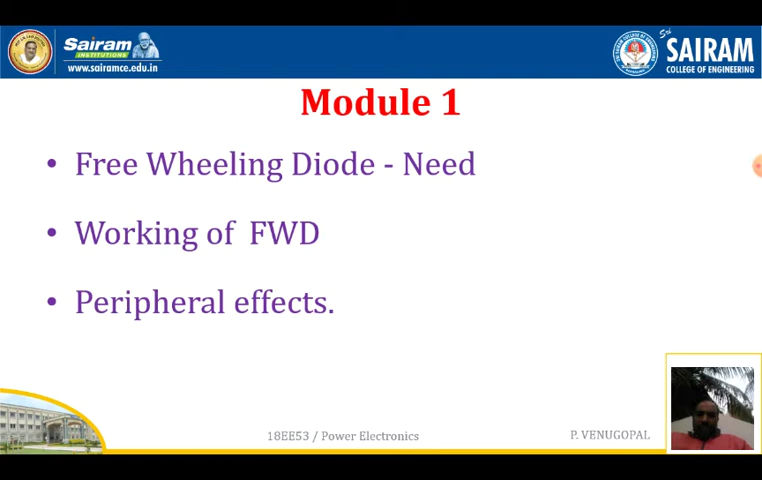 Sairam
INSTITUTIONS
www.sairamce.edu.in
Sri
SAIRAM
COLLEGE OF ENGINEERING
Module 1
• Free Wheeling Diode - Need
• Working of FWD
• Peripheral effects.
18EE53 / Power Electronics
P. VENUGOPAL